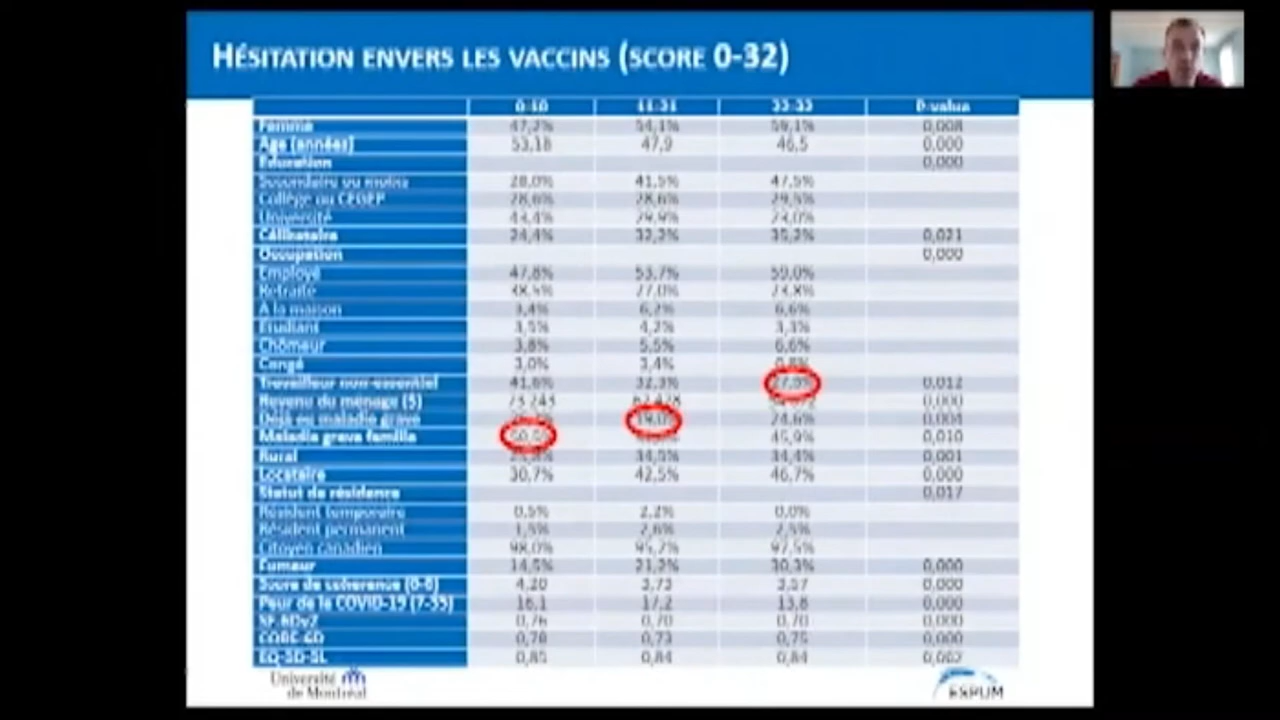 HÉSITATION ENVERS LES VACCINS (SCORE 0-32)
0-10 11-21 22-32 P-value
Femme 47,2% 54,1% 59,1% 0,008
Age (années) 53,18 47,9 46,5 0,000
Education 0,000
Secondaire ou moins 28,0% 41,5% 47,5%
Collège ou CEGEP 28,6% 28,6% 29,5%
Université 43,4% 29,9% 23,0%
Célibataire 24,4% 32,2% 35,2% 0,021
Occupation 0,000
Employé 47,8% 53,7% 59,0%
Retraité 38,5% 27,0% 23,8%
A la maison 3,4% 6,2% 6,6%
Etudiant 3,5% 4,2% 3,3%
Chômeur 3,8% 5,5% 6,6%
Congé 3,0% 3,4% 0,8%
Travailleur non-essentiel 41,6% 32,3% 0,012
Revenu du ménage ($) 0,000
Déjà eu maladie grave 24,6% 0,004
Maladie grave famille 45,9% 0,010
Rural 34,5% 34,4% 0,001
Locataire 30,7% 42,5% 46,7% 0,000
Statut de résidence 0,017
Résident temporaire 0,5% 2,2% 0,0%
Résident permanent 2,5%
Citoyen canadien 98,0% 95,2% 97,5%
Fumeur 14,5% 21,2% 30,3% 0,000
Score de cohérence (0-6) 4,20 0,000
Peur de la COVID-19 (7-35) 16,1 17,2 13,8 0,000
SF-6Dv2 0,76 0,70 0,70 0,000
CORE-6D 0,78 0,73 0,75 0,000
EQ-5D-5L 0,85 0,84 0,84 0,002
Université
de Montréal
ESPUM